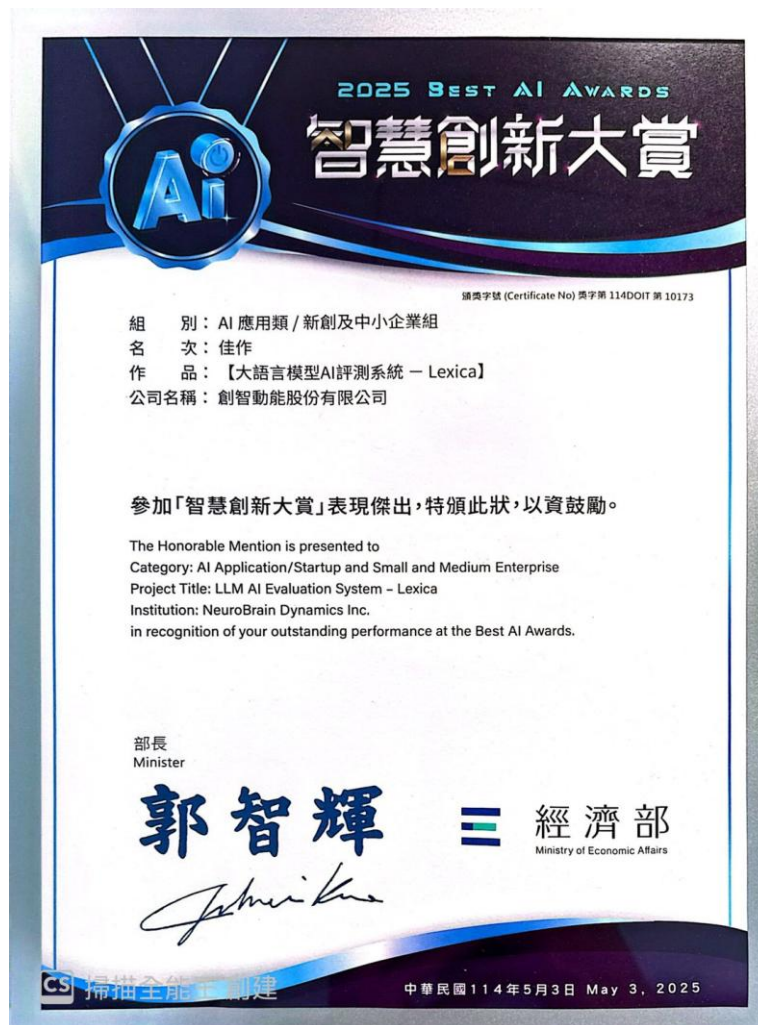 2025 BEST AI AWARDS
智慧創新大賞
Ai
頒獎字號 (Certificate No) 獎字第 114DOIT 第 10173
組 別：AI 應用類 / 新創及中小企業組
名 次：佳作
作 品：【大語言模型AI評測系統 － Lexica】
公司名稱：創智動能股份有限公司
參加「智慧創新大賞」表現傑出，特頒此狀，以資鼓勵。
The Honorable Mention is presented to
Category: AI Application/Startup and Small and Medium Enterprise
Project Title: LLM AI Evaluation System – Lexica
Institution: NeuroBrain Dynamics Inc.
in recognition of your outstanding performance at the Best AI Awards.
部長
Minister
郭智輝
經濟部
Ministry of Economic Affairs
CS 掃描全能王 創建
中華民國114年5月3日 May 3, 2025